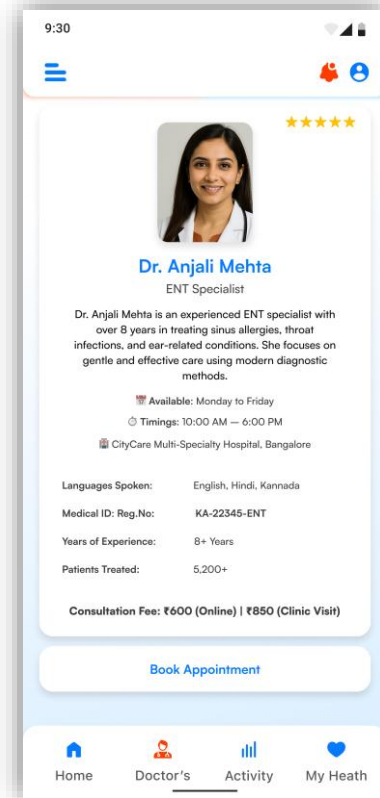 9:30
Dr. Anjali Mehta
ENT Specialist
Dr. Anjali Mehta is an experienced ENT specialist with
over 8 years in treating sinus allergies, throat
infections, and ear-related conditions. She focuses on
gentle and effective care using modern diagnostic
methods.
Available: Monday to Friday
Timings: 10:00 AM – 6:00 PM
CityCare Multi-Specialty Hospital, Bangalore
Languages Spoken: English, Hindi, Kannada
Medical ID: Reg.No: KA-22345-ENT
Years of Experience: 8+ Years
Patients Treated: 5,200+
Consultation Fee: ₹600 (Online) | ₹850 (Clinic Visit)
Book Appointment
Home Doctor's Activity My Heath